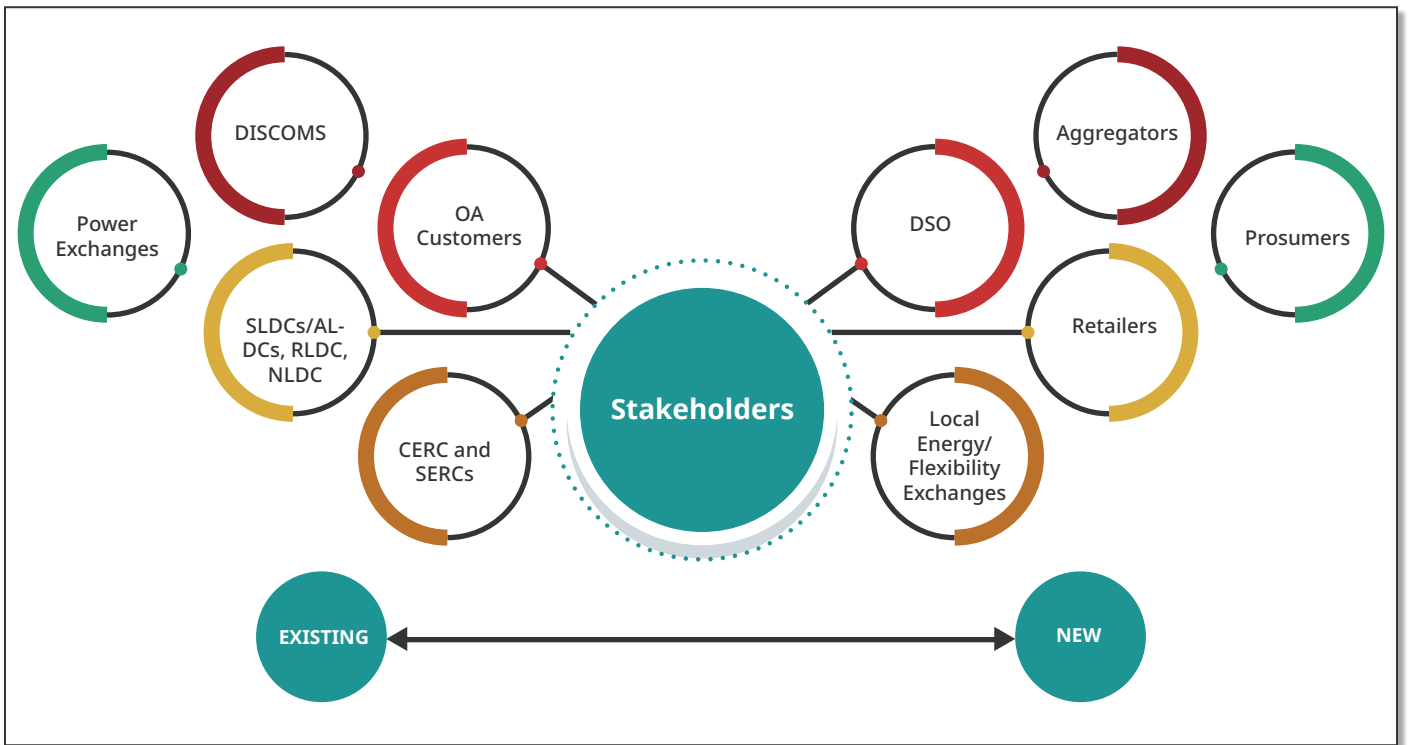 DISCOMS
Power
Exchanges
OA
Customers
SLDCs/AL-
DCs, RLDC,
NLDC
CERC and
SERCs
Stakeholders
Aggregators
DSO
Prosumers
Retailers
Local
Energy/
Flexibility
Exchanges
EXISTING
NEW